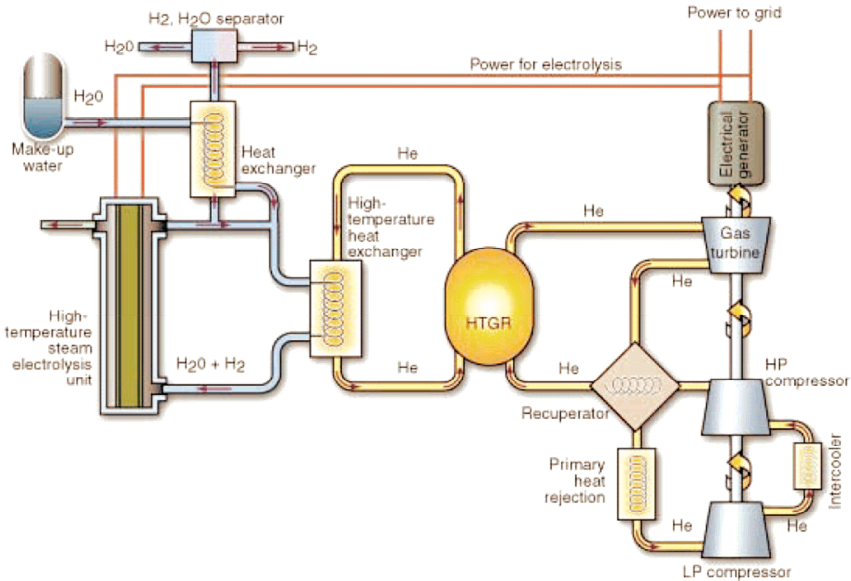 H2, H2O separator
Power to grid
H2O
H2
Power for electrolysis
H2O
Make-up
water
Heat
exchanger
Electrical
generator
He
High-
temperature
heat
exchanger
He
Gas
turbine
He
HTGR
High-
temperature
steam
electrolysis
unit
H2O + H2
He
He
HP
compressor
Recuperator
Primary
heat
rejection
Intercooler
He
He
LP compressor